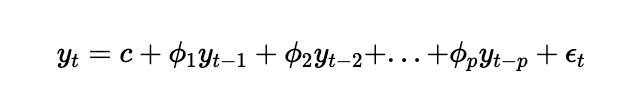 yₜ = c + ϕ₁yₜ₋₁ + ϕ₂yₜ₋₂+...+ϕₚyₜ₋ₚ + ϵₜ